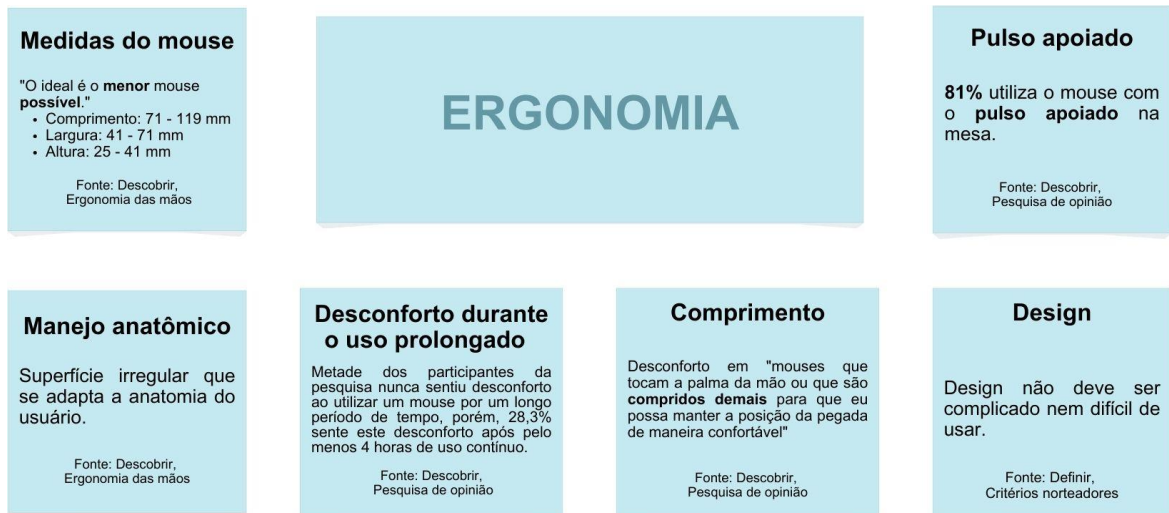 Medidas do mouse
"O ideal é o menor mouse
possível."
• Comprimento: 71 - 119 mm
• Largura: 41 - 71 mm
• Altura: 25 - 41 mm
Fonte: Descobrir,
Ergonomia das mãos
ERGONOMIA
Pulso apoiado
81% utiliza o mouse com
o pulso apoiado na
mesa.
Fonte: Descobrir,
Pesquisa de opinião
Manejo anatômico
Superfície irregular que
se adapta a anatomia do
usuário.
Fonte: Descobrir,
Ergonomia das mãos
Desconforto durante
o uso prolongado
Metade dos participantes da
pesquisa nunca sentiu desconforto
ao utilizar um mouse por um longo
período de tempo, porém, 28,3%
sente este desconforto após pelo
menos 4 horas de uso contínuo.
Fonte: Descobrir,
Pesquisa de opinião
Comprimento
Desconforto em "mouses que
tocam a palma da mão ou que são
compridos demais para que eu
possa manter a posição da pegada
de maneira confortável"
Fonte: Descobrir,
Pesquisa de opinião
Design
Design não deve ser
complicado nem difícil de
usar.
Fonte: Definir,
Critérios norteadores